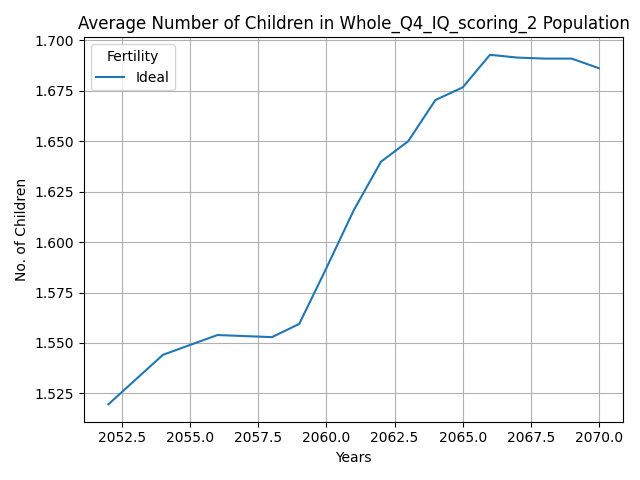 Average Number of Children in Whole_Q4_IQ_scoring_2 Population
Fertility
Ideal
1.700
1.675
1.650
1.625
1.600
1.575
1.550
1.525
No. of Children
2052.5 2055.0 2057.5 2060.0 2062.5 2065.0 2067.5 2070.0
Years